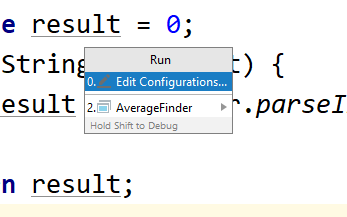 e result = 0;
Run
String t) {
0. Edit Configurations...
esult r.parseI
2. AverageFinder
Hold Shift to Debug
n result;